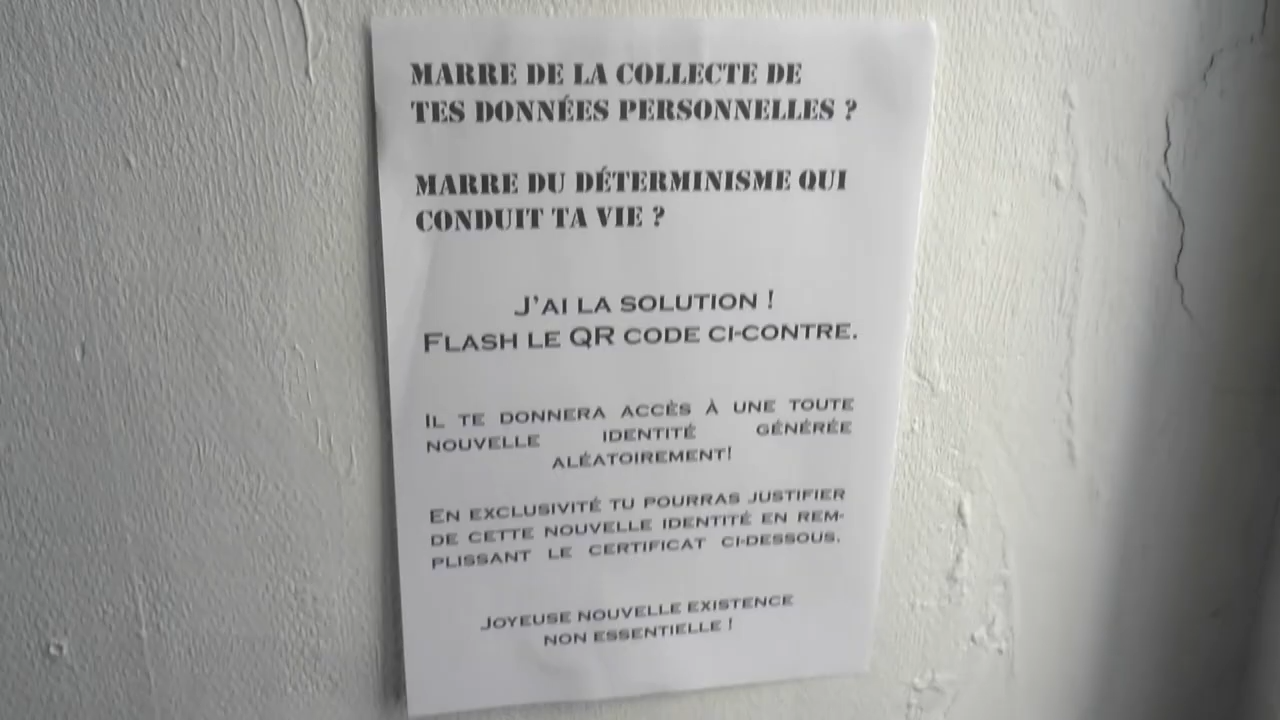 MARRE DE LA COLLECTE DE
TES DONNÉES PERSONNELLES ?
MARRE DU DÉTERMINISME QUI
CONDUIT TA VIE ?
J'AI LA SOLUTION !
FLASH LE QR CODE CI-CONTRE.
IL TE DONNERA ACCÈS À UNE TOUTE
NOUVELLE IDENTITÉ GÉNÉRÉE
ALÉATOIREMENT!
EN EXCLUSIVITÉ TU POURRAS JUSTIFIER
DE CETTE NOUVELLE IDENTITÉ EN REM-
PLISSANT LE CERTIFICAT CI-DESSOUS.
JOYEUSE NOUVELLE EXISTENCE
NON ESSENTIELLE !